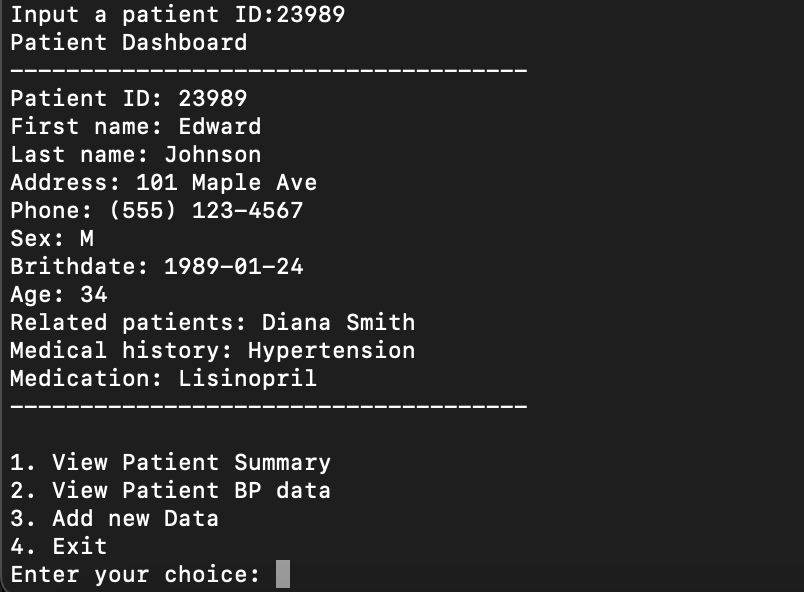 Input a patient ID:23989
Patient Dashboard
-------------------------------------
Patient ID: 23989
First name: Edward
Last name: Johnson
Address: 101 Maple Ave
Phone: (555) 123-4567
Sex: M
Brithdate: 1989-01-24
Age: 34
Related patients: Diana Smith
Medical history: Hypertension
Medication: Lisinopril
-------------------------------------
1. View Patient Summary
2. View Patient BP data
3. Add new Data
4. Exit
Enter your choice: